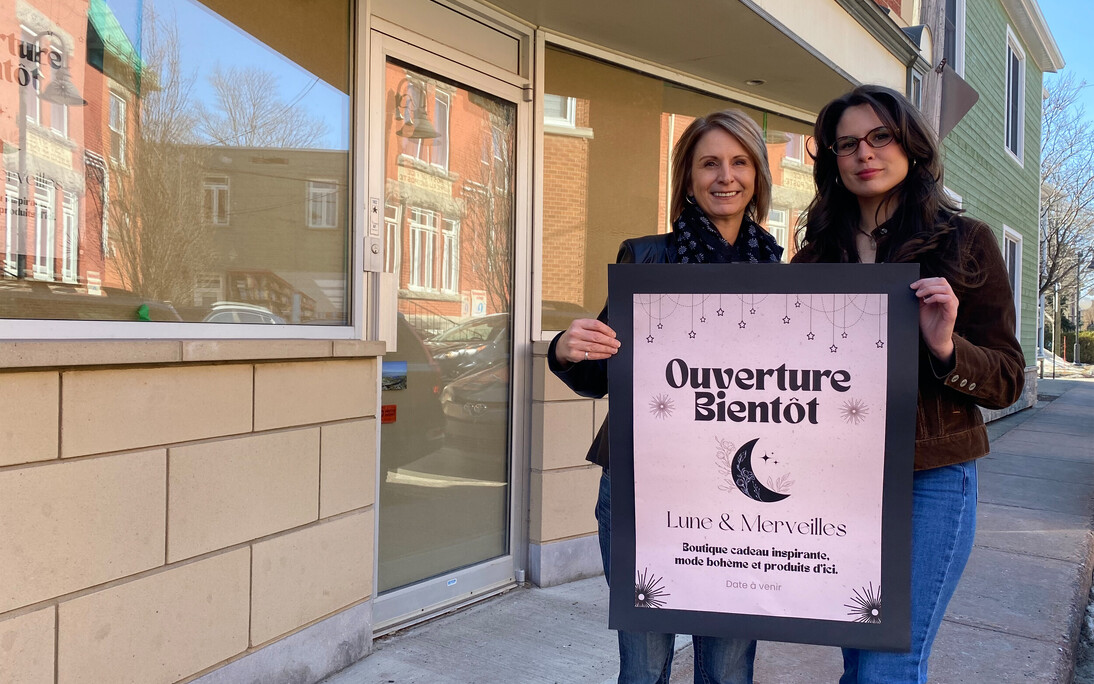 Ouverture
Bientôt
Lune & Merveilles
Boutique cadeau inspirante,
mode bohème et produits d'ici.
Date à venir